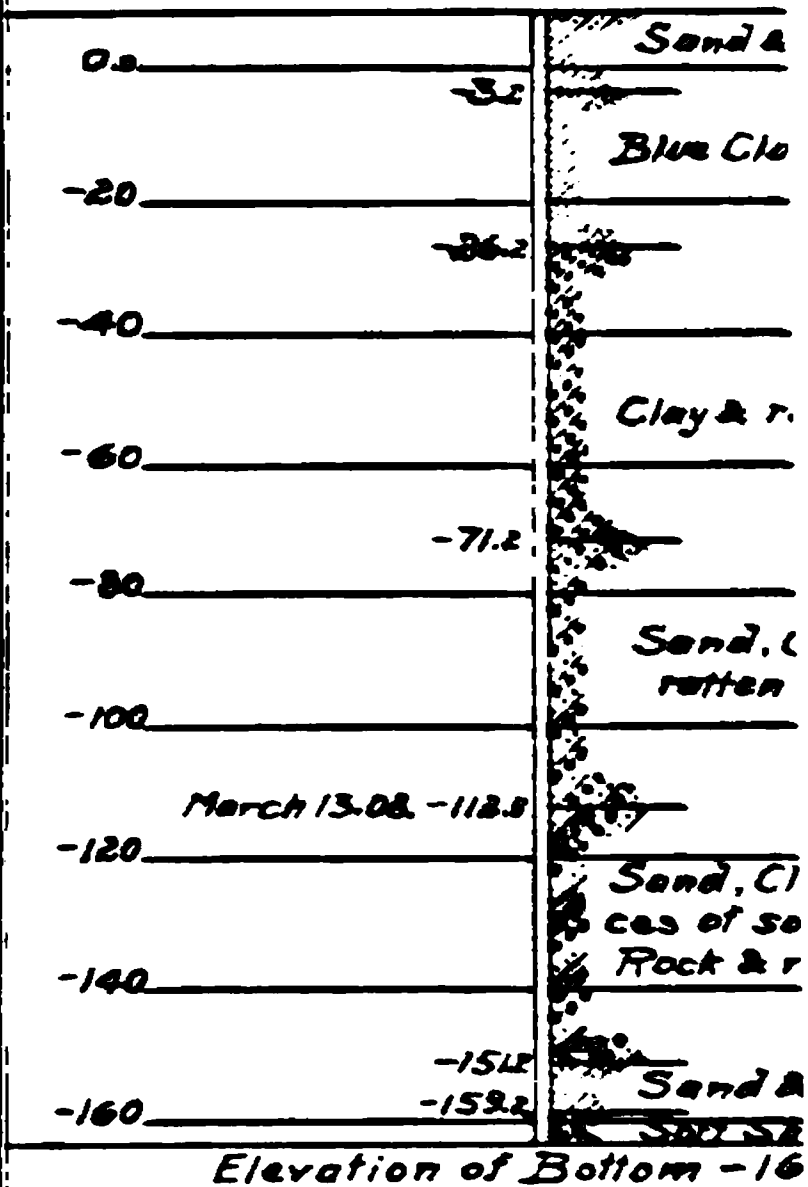 Sand &
0.0
-3.2
Blue Cla
-20
-26.2
-40
Clay & r
-60
-71.2
-80
Sand, C
rotten
-100
March 13.08. -112.8
-120
Sand, Cl
ces of so
Rock & r
-140
-151.2
Sand &
-159.2
-160
Elevation of Bottom -16